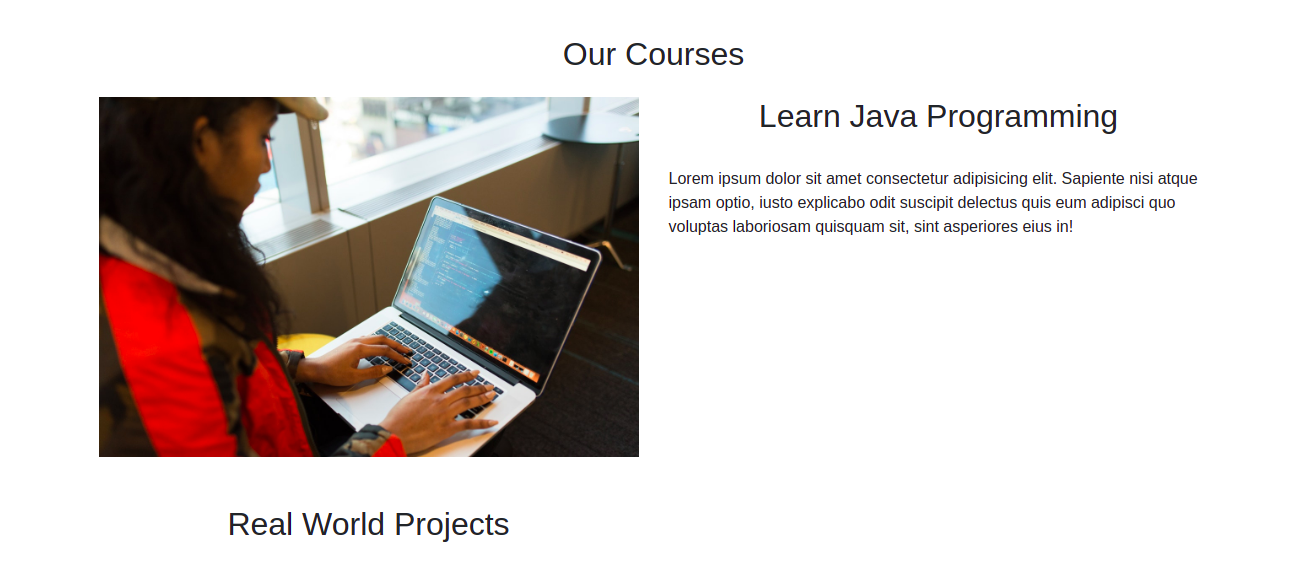 Our Courses
Learn Java Programming
Lorem ipsum dolor sit amet consectetur adipisicing elit. Sapiente nisi atque
ipsam optio, iusto explicabo odit suscipit delectus quis eum adipisci quo
voluptas laboriosam quisquam sit, sint asperiores eius in!
Real World Projects